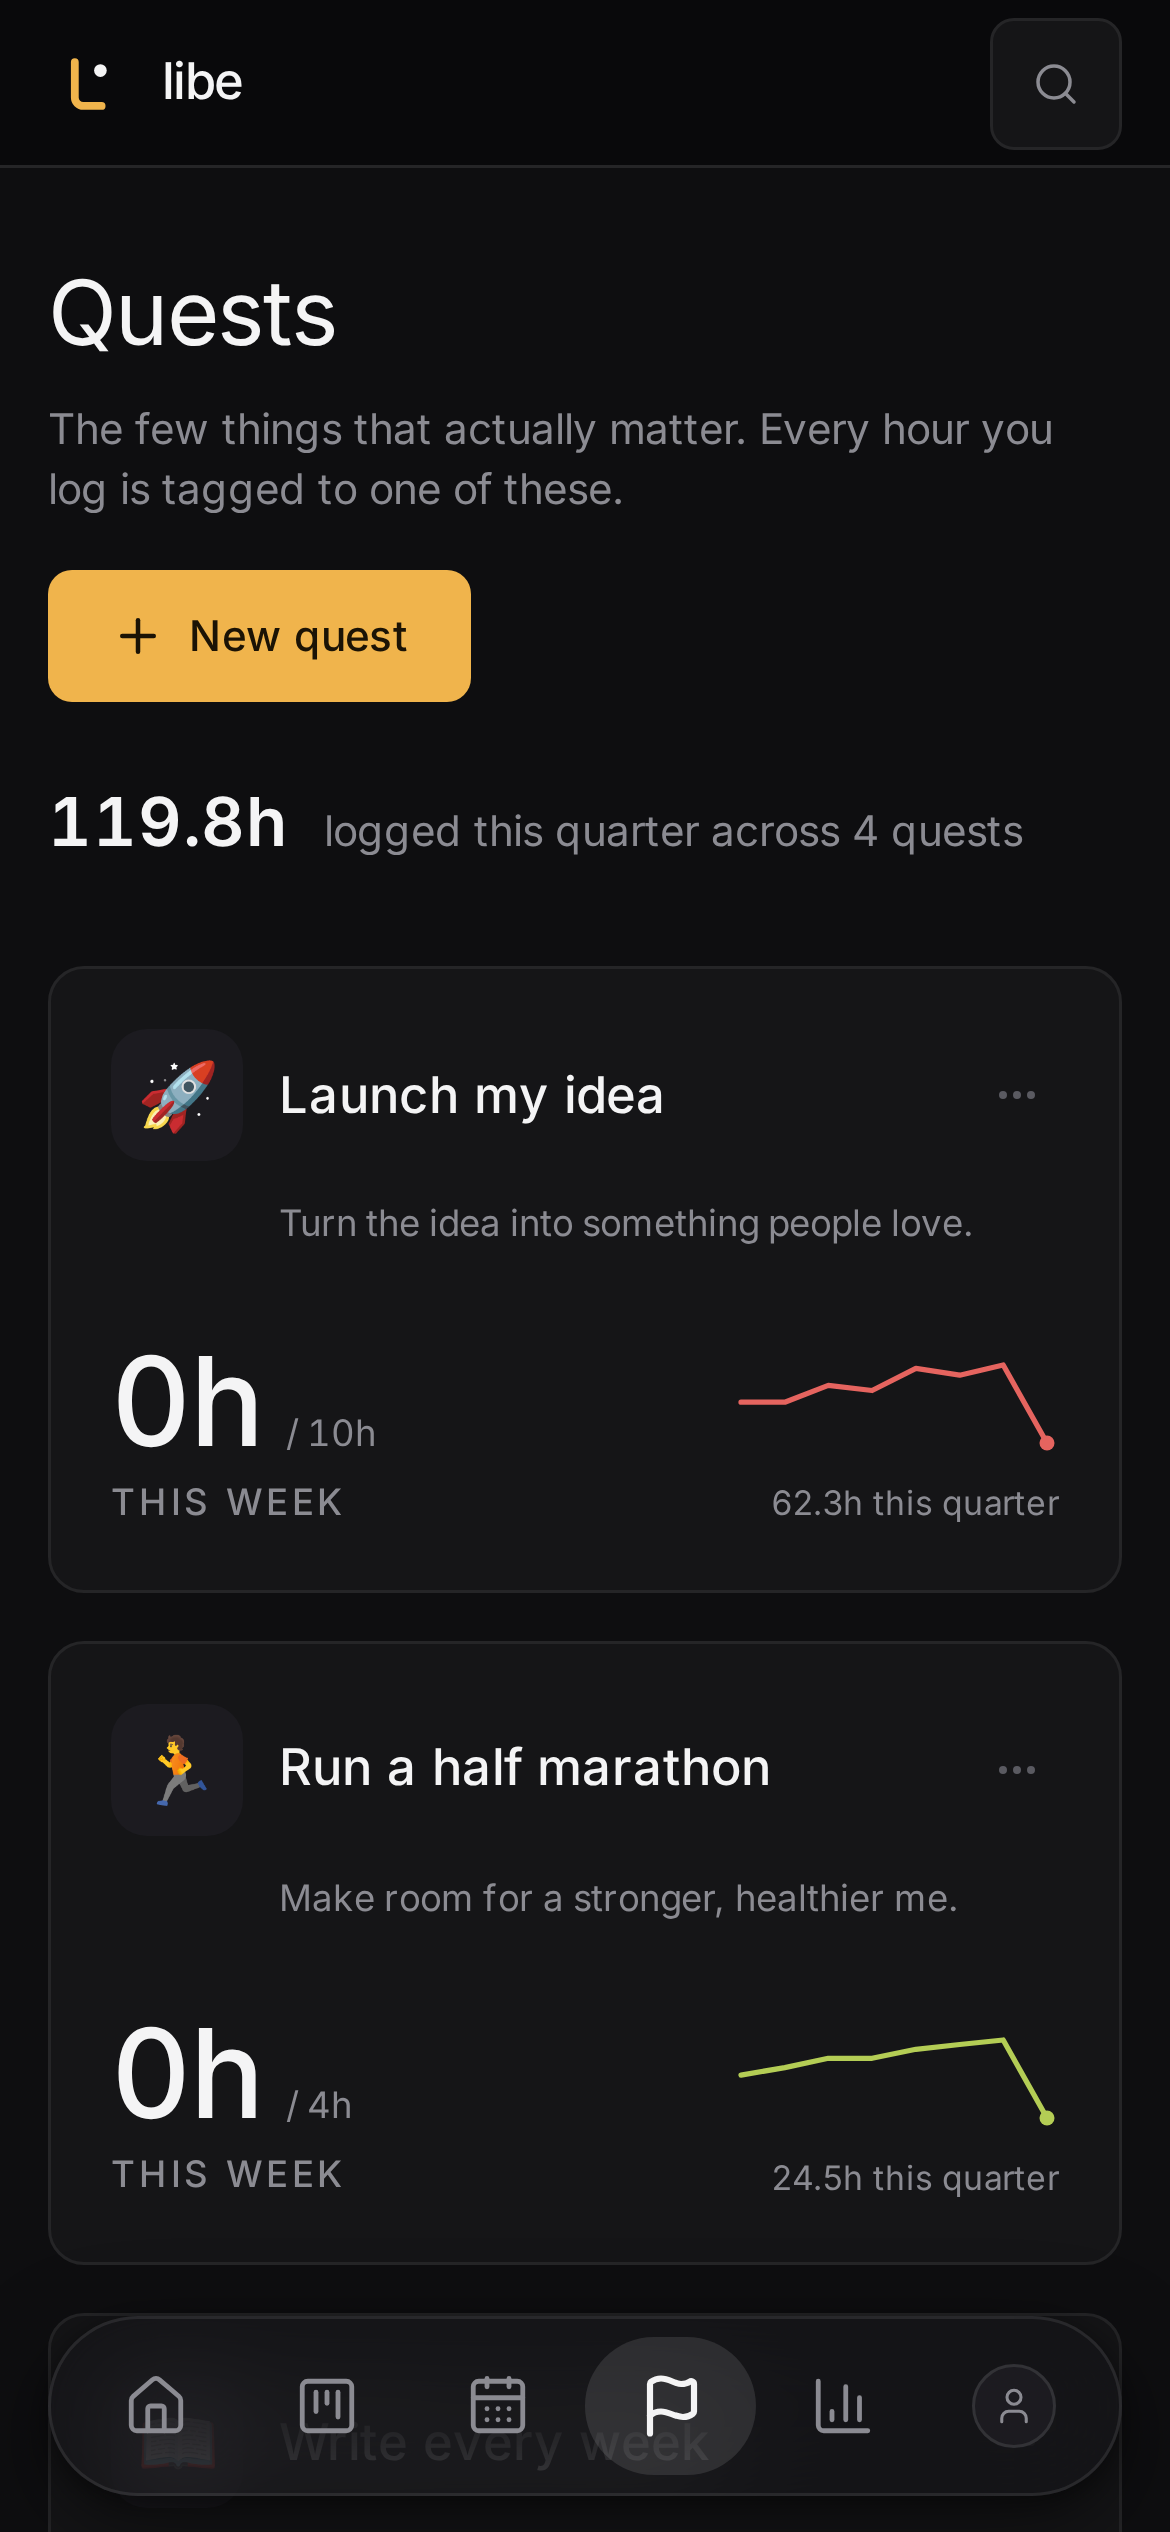 libe
Quests
The few things that actually matter. Every hour you
log is tagged to one of these.
New quest
119.8h logged this quarter across 4 quests
Launch my idea
Turn the idea into something people love.
0h / 10h
THIS WEEK
62.3h this quarter
Run a half marathon
Make room for a stronger, healthier me.
0h / 4h
THIS WEEK
24.5h this quarter
Write every week